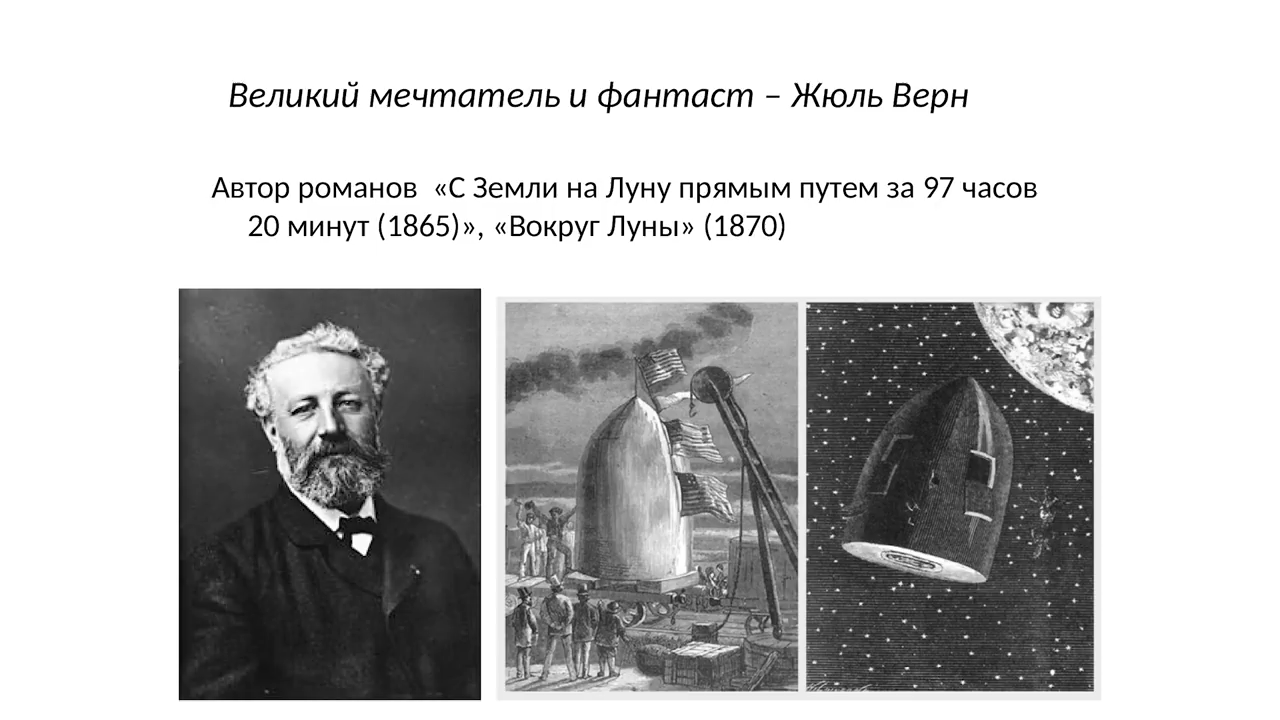 Великий мечтатель и фантаст – Жюль Верн
Автор романов «С Земли на Луну прямым путем за 97 часов
20 минут (1865)», «Вокруг Луны» (1870)